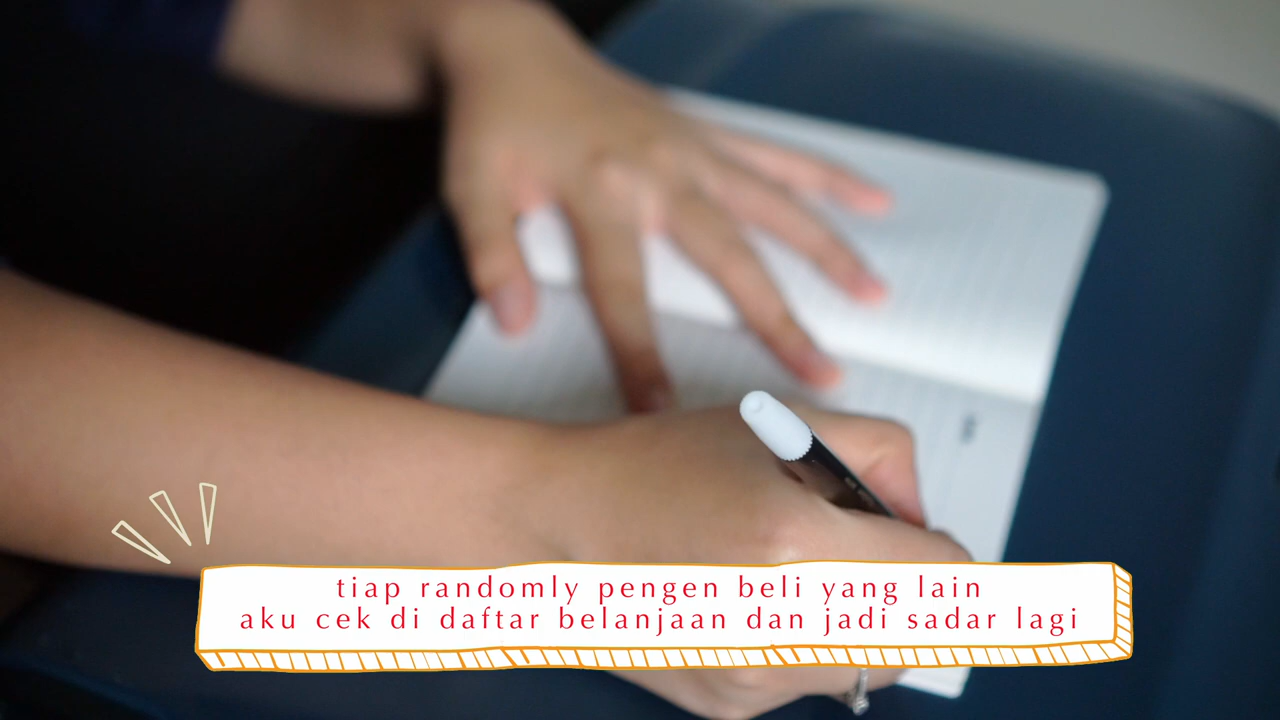 tiap randomly pengen beli yang lain
aku cek di daftar belanjaan dan jadi sadar lagi